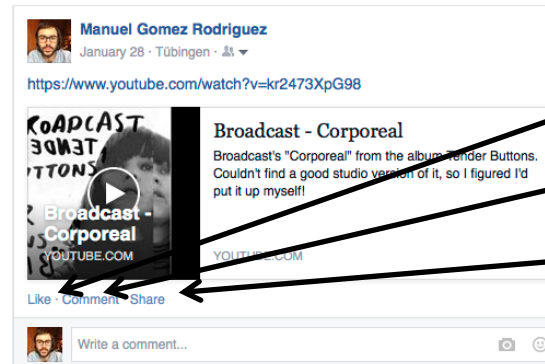 Manuel Gomez Rodriguez
January 28 · Tübingen ·
https://www.youtube.com/watch?v=kr2473XpG98
ROADCAST
TENDE
TTONS
Broadcast -
Corporeal
YOUTUBE.COM
Broadcast - Corporeal
Broadcast's "Corporeal" from the album Tender Buttons.
Couldn't find a good studio version of it, so I figured I'd
put it up myself!
YOUTUBE.COM
Like · Comment · Share
Write a comment...